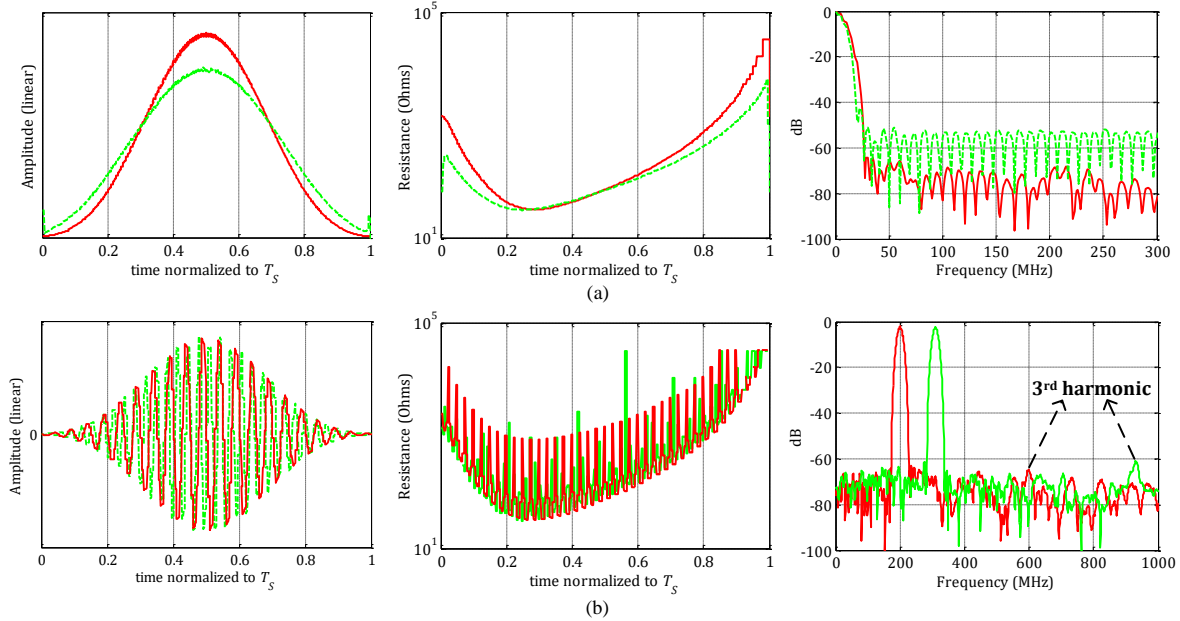 Amplitude (linear)
0 0.2 0.4 0.6 0.8 1
time normalized to T_S
10^5
Resistance (Ohms)
10^1
0 0.2 0.4 0.6 0.8 1
time normalized to T_S
0
-20
-40
-60
-80
-100
dB
0 50 100 150 200 250 300
Frequency (MHz)
(a)
Amplitude (linear)
0
0 0.2 0.4 0.6 0.8 1
time normalized to T_S
10^5
Resistance (Ohms)
10^1
0 0.2 0.4 0.6 0.8 1
time normalized to T_S
0
-20
-40
-60
-80
-100
dB
3rd harmonic
0 200 400 600 800 1000
Frequency (MHz)
(b)